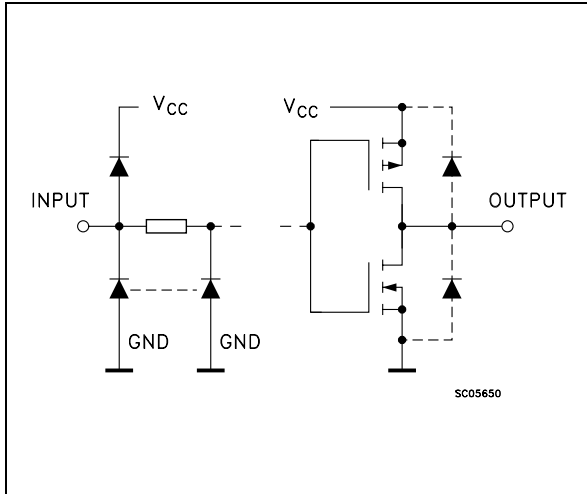 VCC
VCC
INPUT
OUTPUT
GND
GND
SC05650